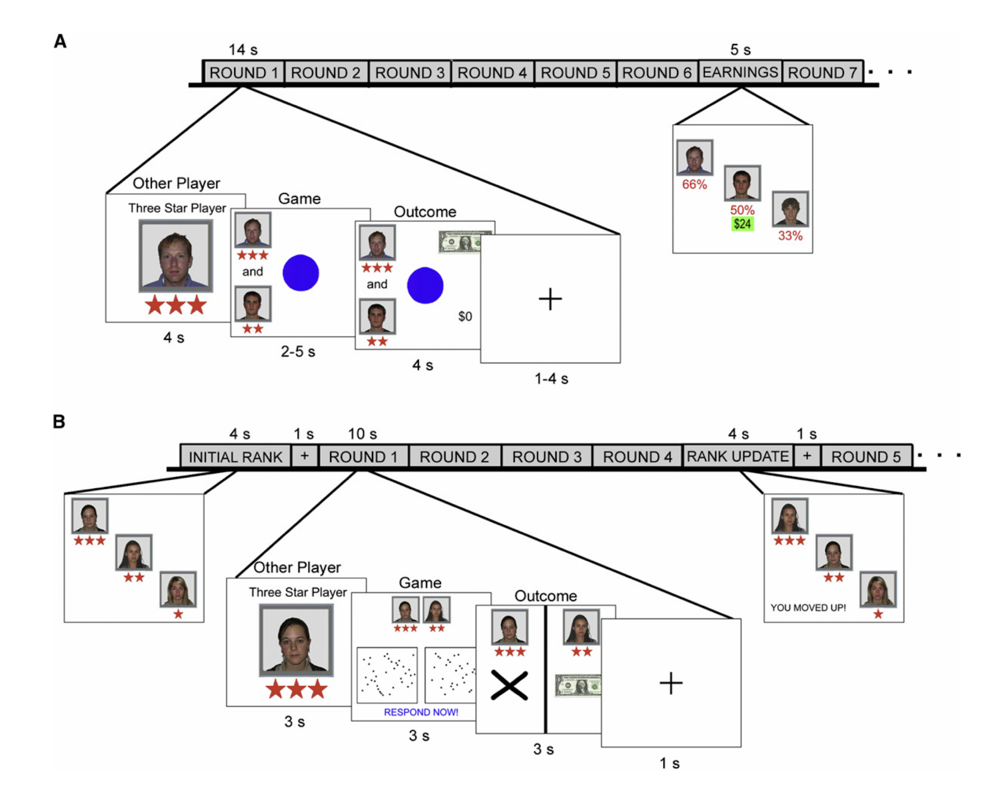 A
14 s
5 s
ROUND 1 ROUND 2 ROUND 3 ROUND 4 ROUND 5 ROUND 6 EARNINGS ROUND 7 . . .
Other Player
Three Star Player
4 s
Game
and
2-5 s
Outcome
and
$0
4 s
+
1-4 s
66%
50%
$24
33%
B
4 s
1 s
10 s
4 s
1 s
INITIAL RANK + ROUND 1 ROUND 2 ROUND 3 ROUND 4 RANK UPDATE + ROUND 5 . . .
Other Player
Three Star Player
3 s
Game
RESPOND NOW!
3 s
Outcome
3 s
+
1 s
YOU MOVED UP!